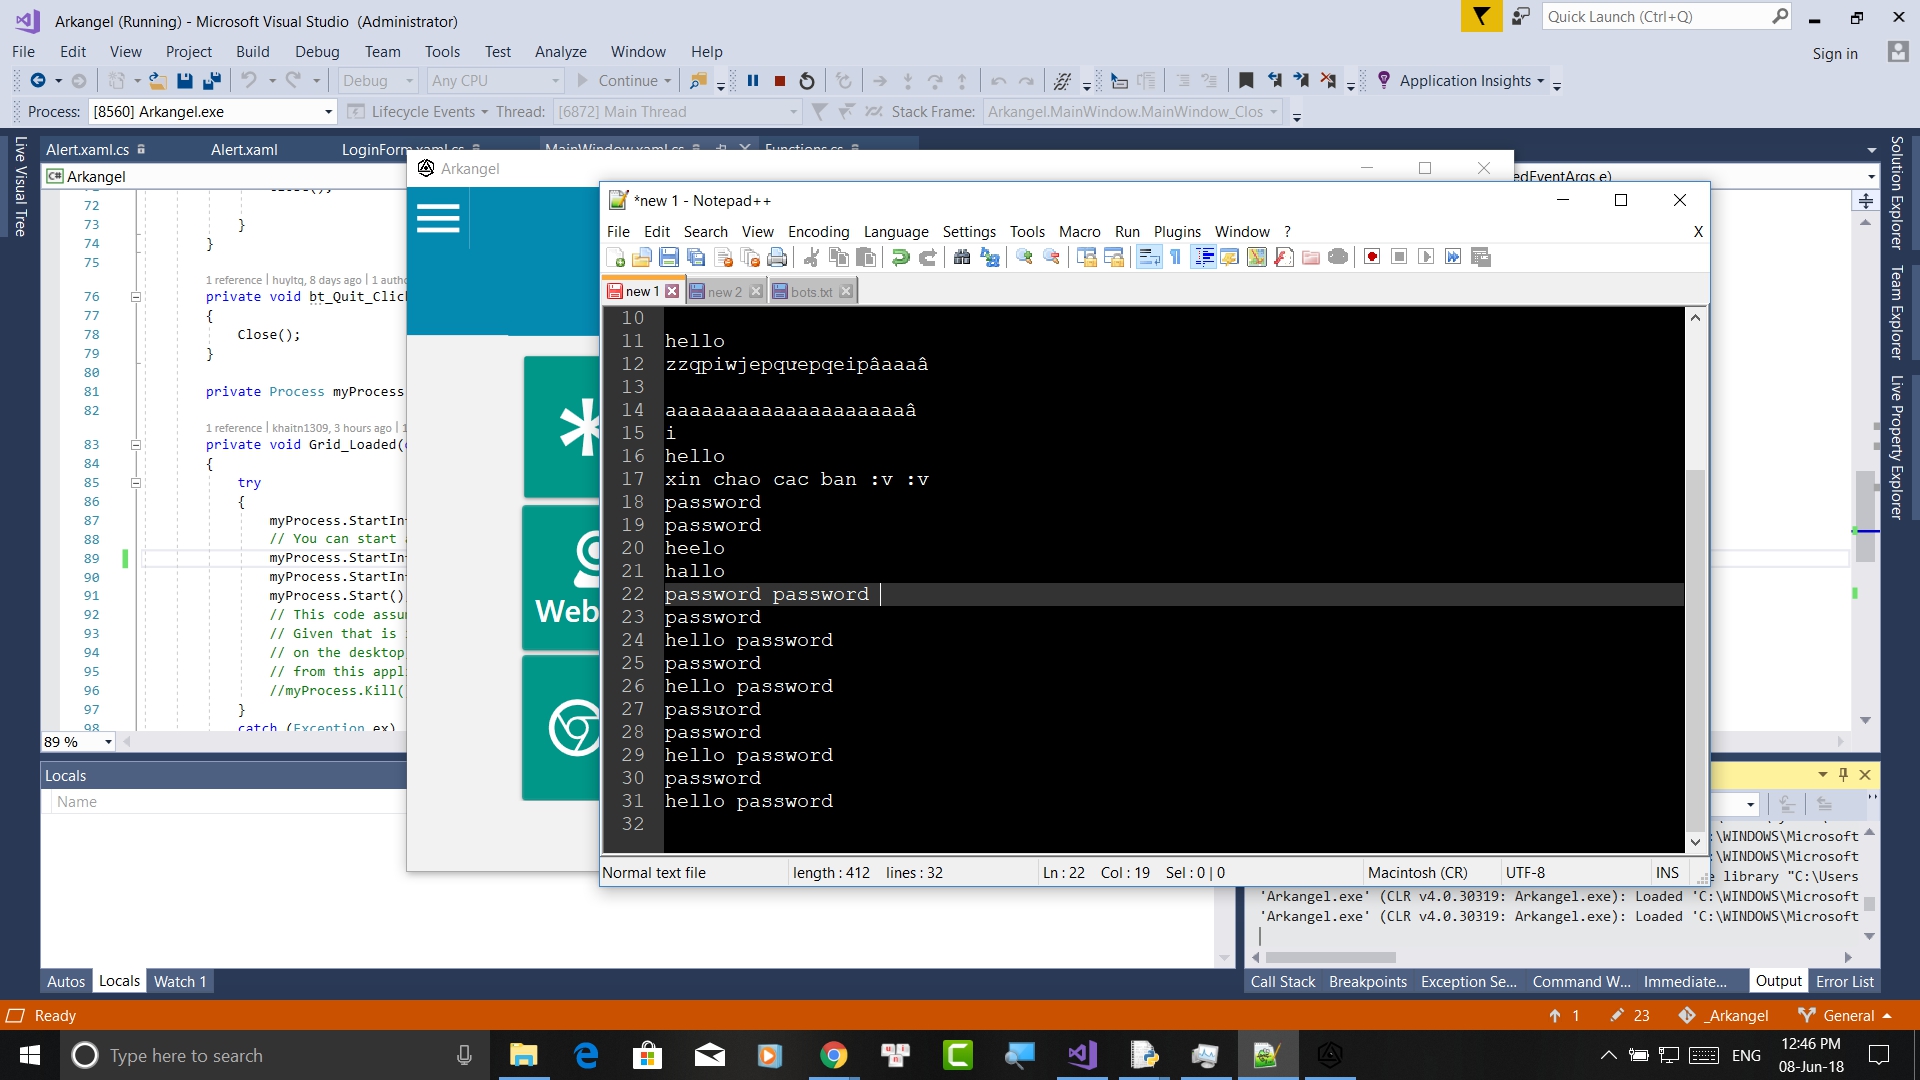 Arkangel (Running) - Microsoft Visual Studio (Administrator)
Quick Launch (Ctrl+Q)
File Edit View Project Build Debug Team Tools Test Analyze Window Help
Sign in
Debug Any CPU Continue Application Insights
Process: [8560] Arkangel.exe Lifecycle Events Thread: [6872] Main Thread Stack Frame: Arkangel.MainWindow.MainWindow_Clos
Live Visual Tree
Alert.xaml.cs Alert.xaml LoginForm.xaml.cs MainWindow.xaml.cs Functions.cs
C# Arkangel
edEventArgs e)
72
73 }
74 }
75
1 reference | huyltq, 8 days ago | 1 autho
76 private void bt_Quit_Clic
77 {
78 Close();
79 }
80
81 private Process myProcess
82
1 reference | khaitn1309, 3 hours ago | 1
83 private void Grid_Loaded(
84 {
85 try
86 {
87 myProcess.StartIn
88 // You can start
89 myProcess.StartIn
90 myProcess.StartIn
91 myProcess.Start()
92 // This code assu
93 // Given that is
94 // on the desktop
95 // from this appl
96 //myProcess.Kill(
97 }
98 catch (Exception ex)
89 %
Arkangel
Web
*new 1 - Notepad++
File Edit Search View Encoding Language Settings Tools Macro Run Plugins Window ? X
new 1 new 2 bots.txt
10
11 hello
12 zzqpiwjepqưepqeipâaaaâ
13
14 aaaaaaaaaaaaaaaaaaaaâ
15 i
16 hello
17 xin chao cac ban :v :v
18 password
19 password
20 heelo
21 hallo
22 password password
23 password
24 hello password
25 password
26 hello password
27 passưord
28 password
29 hello password
30 password
31 hello password
32
Normal text file length : 412 lines : 32 Ln : 22 Col : 19 Sel : 0 | 0 Macintosh (CR) UTF-8 INS
Solution Explorer
Team Explorer
Live Property Explorer
Locals
Name
Autos Locals Watch 1
:\WINDOWS\Microsoft
:\WINDOWS\Microsoft
e library "C:\Users
'Arkangel.exe' (CLR v4.0.30319: Arkangel.exe): Loaded 'C:\WINDOWS\Microsoft
'Arkangel.exe' (CLR v4.0.30319: Arkangel.exe): Loaded 'C:\WINDOWS\Microsoft
Call Stack Breakpoints Exception Se... Command W... Immediate... Output Error List
Ready 1 23 _Arkangel General
Type here to search
ENG
12:46 PM
08-Jun-18